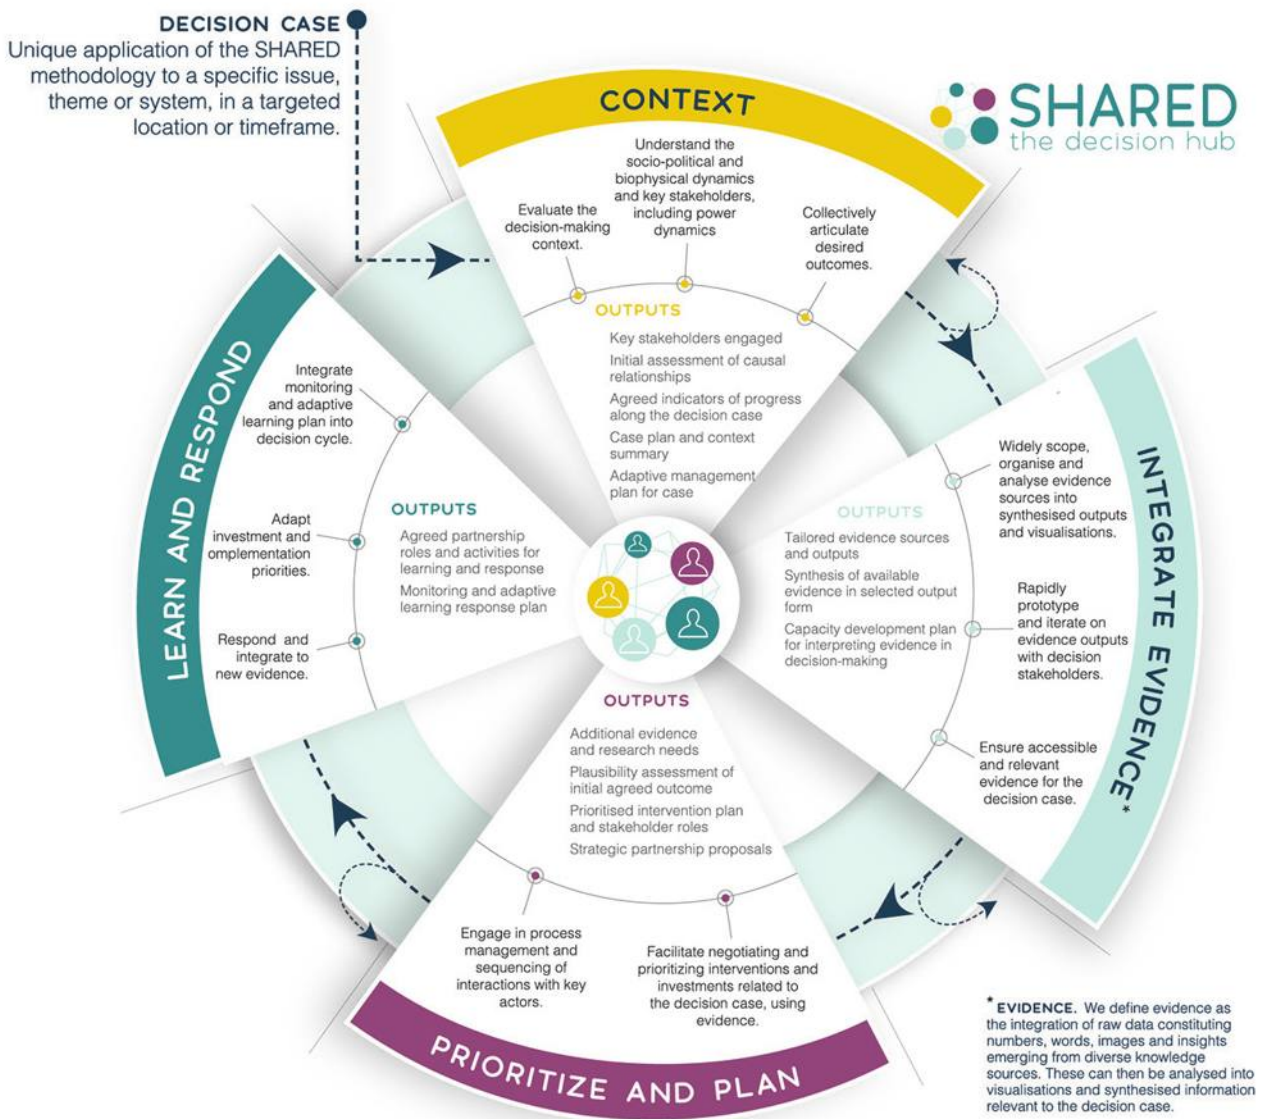 DECISION CASE
Unique application of the SHARED
methodology to a specific issue,
theme or system, in a targeted
location or timeframe.
SHARED
the decision hub
CONTEXT
Evaluate the
decision-making
context.
Understand the
socio-political and
biophysical dynamics
and key stakeholders,
including power
dynamics
Collectively
articulate
desired
outcomes.
OUTPUTS
Key stakeholders engaged
Initial assessment of causal
relationships
Agreed indicators of progress
along the decision case
Case plan and context
summary
Adaptive management
plan for case
INTEGRATE EVIDENCE*
Widely scope,
organise and
analyse evidence
sources into
synthesised outputs
and visualisations.
Rapidly
prototype
and iterate on
evidence outputs
with decision
stakeholders.
Ensure accessible
and relevant
evidence for the
decision case.
OUTPUTS
Tailored evidence sources
and outputs
Synthesis of available
evidence in selected output
form
Capacity development plan
for interpreting evidence in
decision-making
OUTPUTS
Additional evidence
and research needs
Plausibility assessment of
initial agreed outcome
Prioritised intervention plan
and stakeholder roles
Strategic partnership proposals
Engage in process
management and
sequencing of
interactions with key
actors.
Facilitate negotiating and
prioritizing interventions and
investments related to
the decision case, using
evidence.
PRIORITIZE AND PLAN
LEARN AND RESPOND
Integrate
monitoring
and adaptive
learning plan into
decision cycle.
Adapt
investment and
omplementation
priorities.
Respond and
integrate to
new evidence.
OUTPUTS
Agreed partnership
roles and activities for
learning and response
Monitoring and adaptive
learning response plan
* EVIDENCE. We define evidence as
the integration of raw data constituting
numbers, words, images and insights
emerging from diverse knowledge
sources. These can then be analysed into
visualisations and synthesised information
relevant to the decision case.